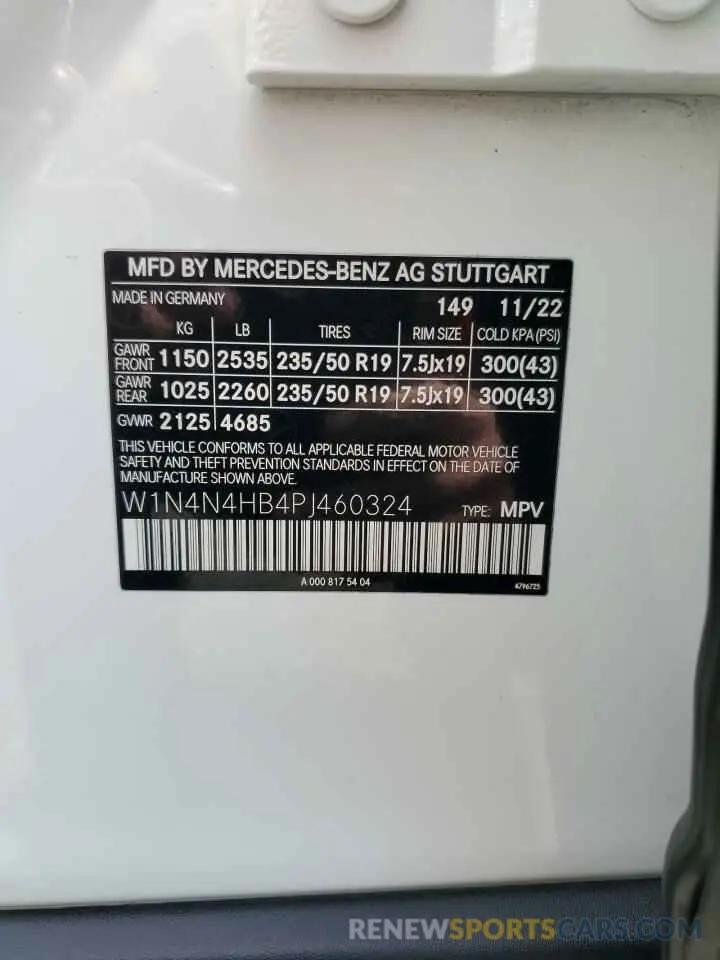 MFD BY MERCEDES-BENZ AG STUTTGART
MADE IN GERMANY 149 11/22
KG LB TIRES RIM SIZE COLD KPA (PSI)
GAWR FRONT 1150 2535 235/50 R19 7.5Jx19 300(43)
GAWR REAR 1025 2260 235/50 R19 7.5Jx19 300(43)
GVWR 2125 4685
THIS VEHICLE CONFORMS TO ALL APPLICABLE FEDERAL MOTOR VEHICLE
SAFETY AND THEFT PREVENTION STANDARDS IN EFFECT ON THE DATE OF
MANUFACTURE SHOWN ABOVE.
W1N4N4HB4PJ460324 TYPE: MPV
A 000 817 54 04 4796725
RENEWSPORTSCARS.COM